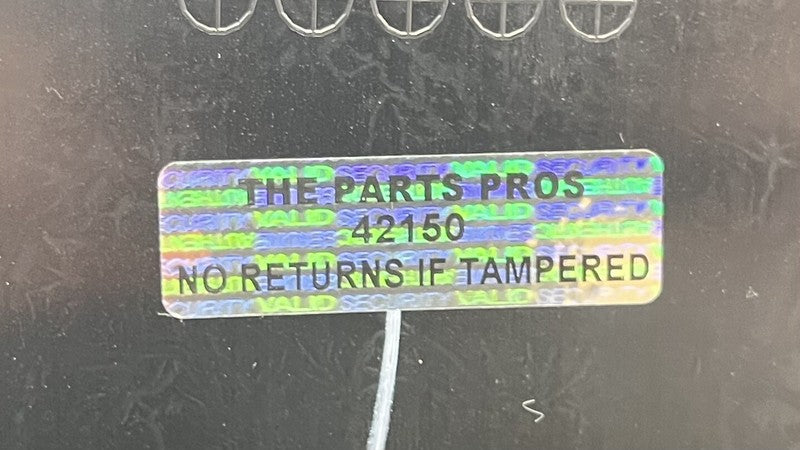 THE PARTS PROS
42150
NO RETURNS IF TAMPERED